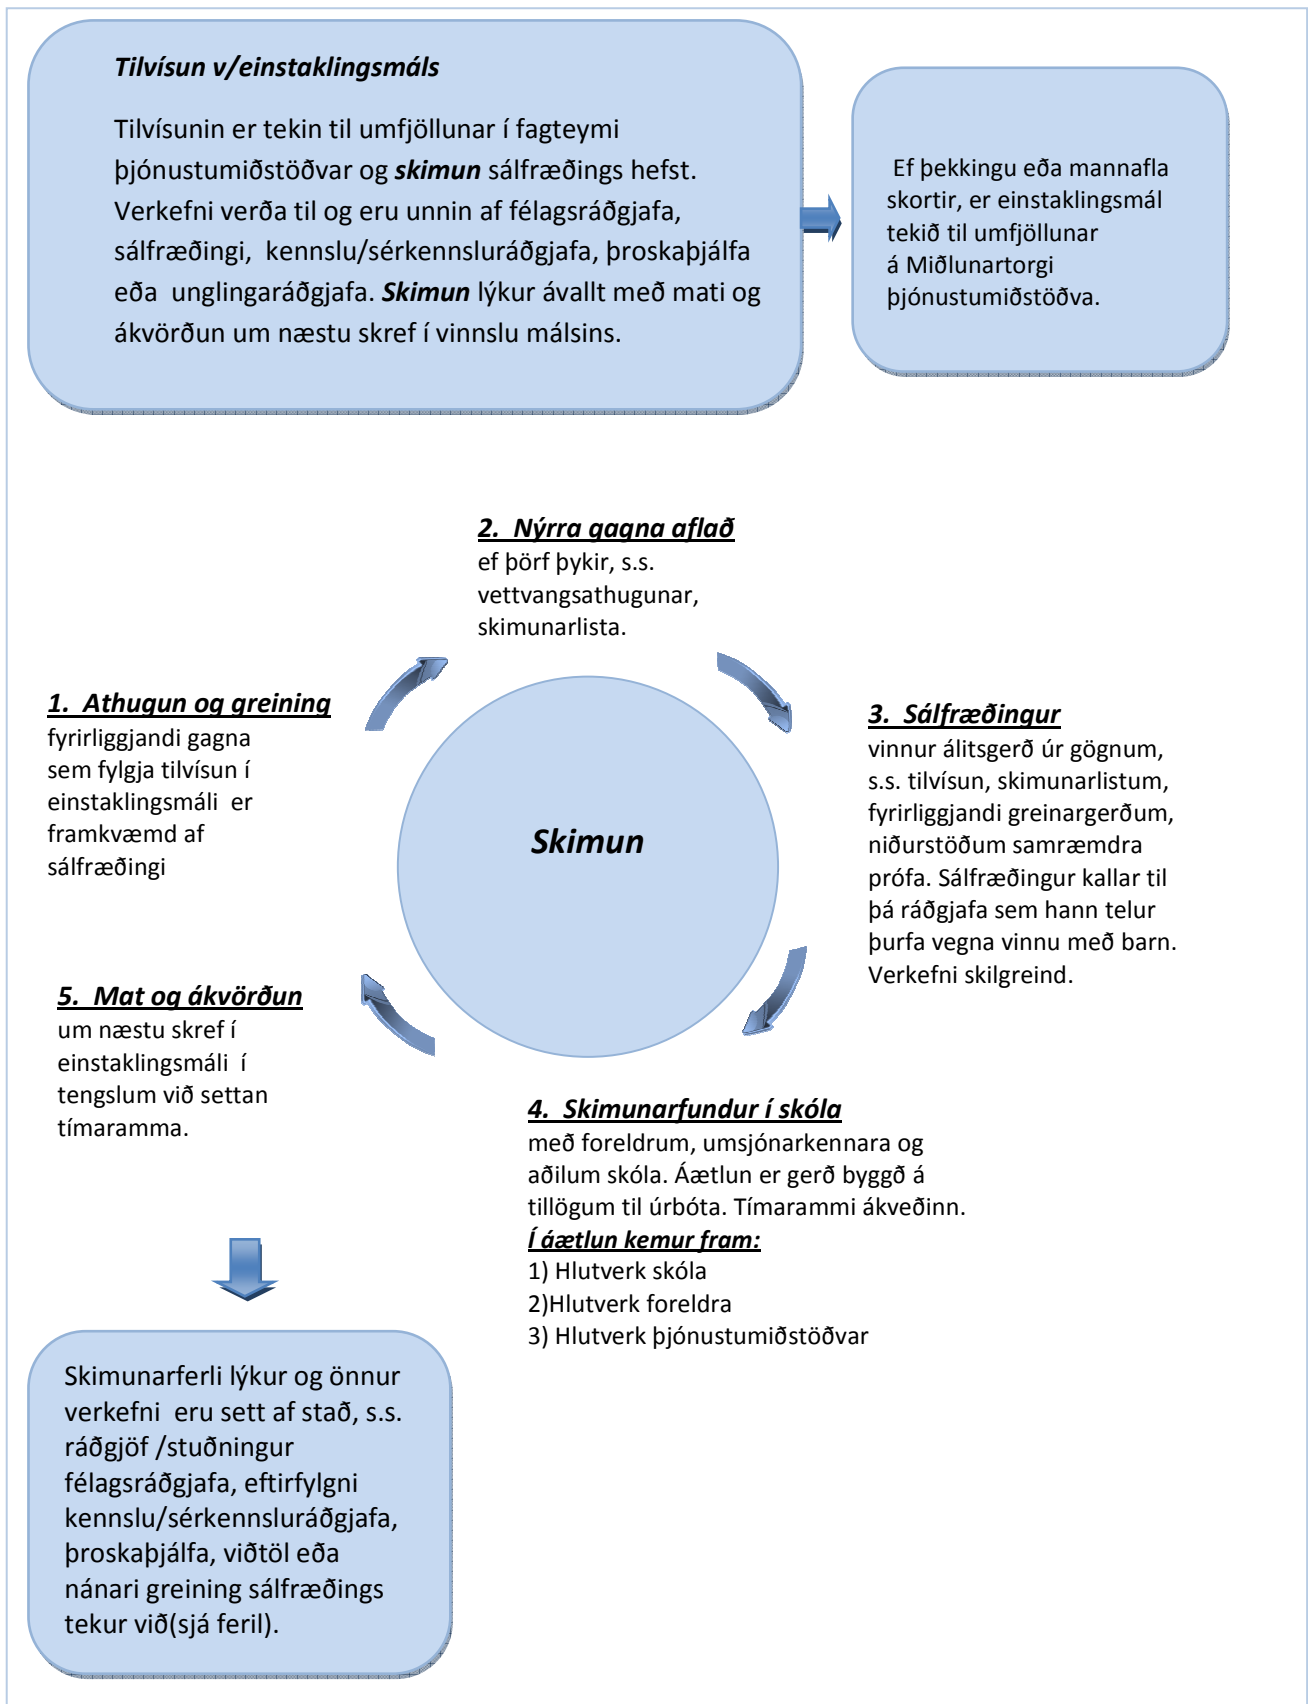 Tilvísun v/einstaklingsmáls
Tilvísunin er tekin til umfjöllunar í fagteymi
þjónustumiðstöðvar og skimun sálfræðings hefst.
Verkefni verða til og eru unnin af félagsráðgjafa,
sálfræðingi, kennslu/sérkennsluráðgjafa, þroskaþjálfa
eða unglingaráðgjafa. Skimun lýkur ávallt með mati og
ákvörðun um næstu skref í vinnslu málsins.
Ef þekkingu eða mannafla
skortir, er einstaklingsmál
tekið til umfjöllunar
á Miðlunartorgi
þjónustumiðstöðva.
2. Nýrra gagna aflað
ef þörf þykir, s.s.
vettvangsathugunar,
skimunarlista.
1. Athugun og greining
fyrirliggjandi gagna
sem fylgja tilvísun í
einstaklingsmáli er
framkvæmd af
sálfræðingi
3. Sálfræðingur
vinnur álitsgerð úr gögnum,
s.s. tilvísun, skimunarlistum,
fyrirliggjandi greinargerðum,
niðurstöðum samræmdra
prófa. Sálfræðingur kallar til
þá ráðgjafa sem hann telur
þurfa vegna vinnu með barn.
Verkefni skilgreind.
Skimun
5. Mat og ákvörðun
um næstu skref í
einstaklingsmáli í
tengslum við settan
tímaramma.
4. Skimunarfundur í skóla
með foreldrum, umsjónarkennara og
aðilum skóla. Áætlun er gerð byggð á
tillögum til úrbóta. Tímarammi ákveðinn.
Í áætlun kemur fram:
1) Hlutverk skóla
2)Hlutverk foreldra
3) Hlutverk þjónustumiðstöðvar
Skimunarferli lýkur og önnur
verkefni eru sett af stað, s.s.
ráðgjöf /stuðningur
félagsráðgjafa, eftirfylgni
kennslu/sérkennsluráðgjafa,
þroskaþjálfa, viðtöl eða
nánari greining sálfræðings
tekur við(sjá feril).